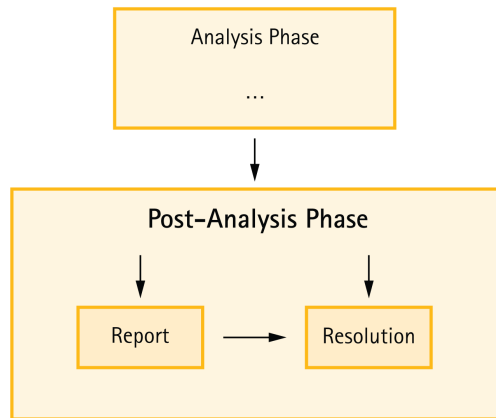 Analysis Phase
...
Post-Analysis Phase
Report
Resolution